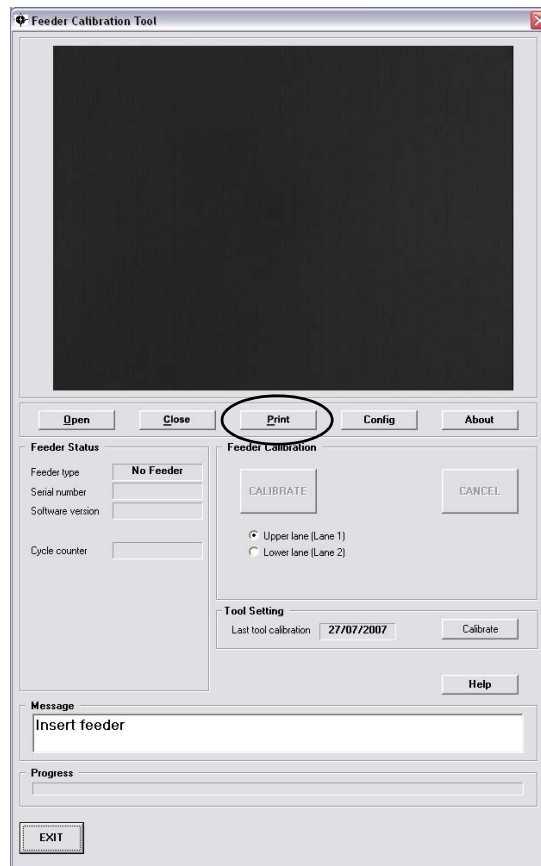 Feeder Calibration Tool
Open Close Print Config About
Feeder Status
Feeder type No Feeder
Serial number
Software version
Cycle counter
Feeder Calibration
CALIBRATE CANCEL
Upper lane (Lane 1)
Lower lane (Lane 2)
Tool Setting
Last tool calibration 27/07/2007 Calibrate
Help
Message
Insert feeder
Progress
EXIT